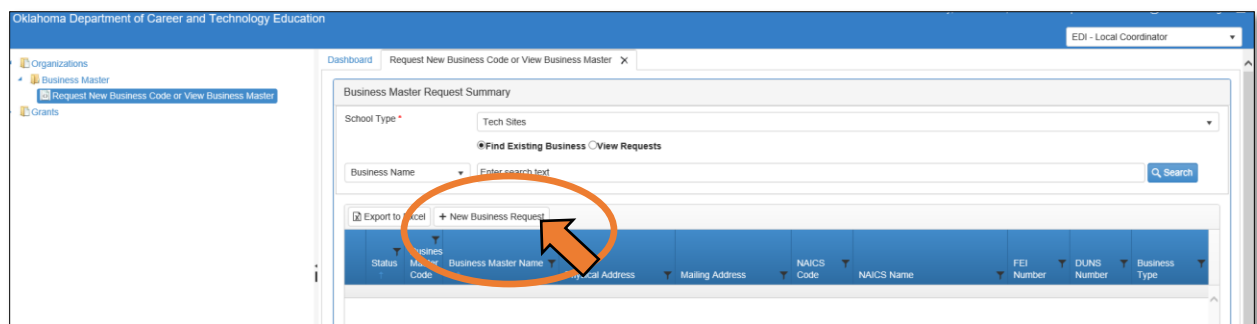 Oklahoma Department of Career and Technology Education
EDI - Local Coordinator
Organizations
Business Master
Request New Business Code or View Business Master
Grants
Dashboard Request New Business Code or View Business Master X
Business Master Request Summary
School Type * Tech Sites
Find Existing Business View Requests
Business Name Enter search text Search
Export to Excel + New Business Request
Status Master Code Business Master Name Address Mailing Address NAICS Code NAICS Name FEI Number DUNS Number Business Type